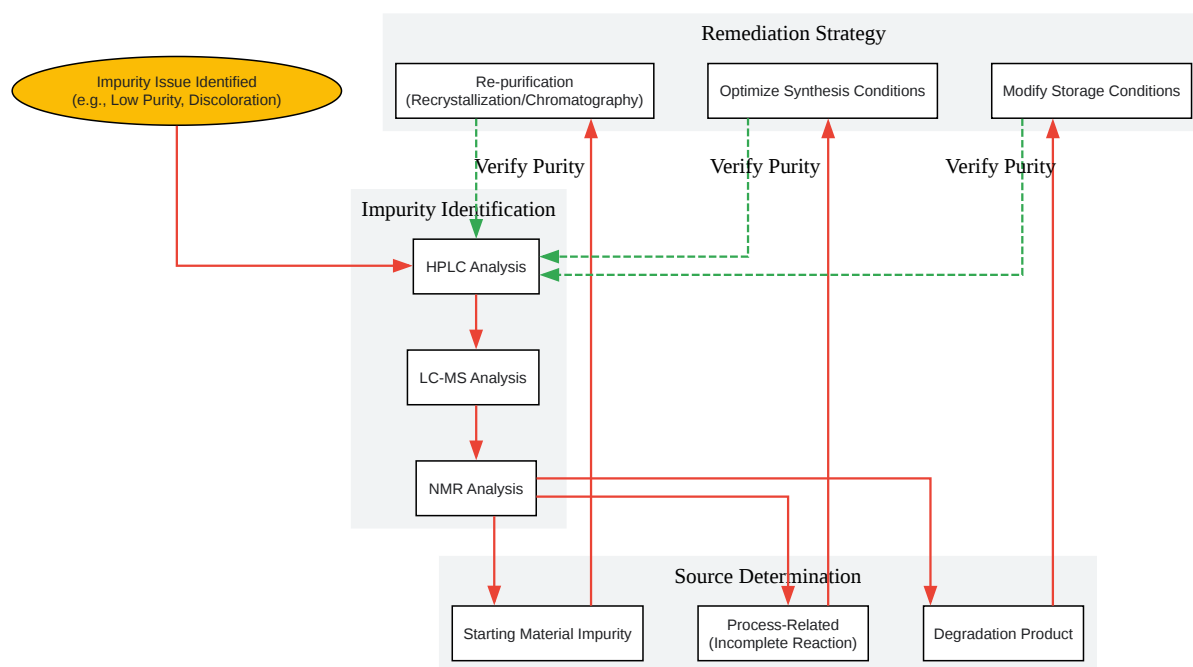 Remediation Strategy
Impurity Issue Identified
(e.g., Low Purity, Discoloration)
Re-purification
(Recrystallization/Chromatography)
Optimize Synthesis Conditions
Modify Storage Conditions
Verify Purity
Verify Purity
Verify Purity
Impurity Identification
HPLC Analysis
LC-MS Analysis
NMR Analysis
Source Determination
Starting Material Impurity
Process-Related
(Incomplete Reaction)
Degradation Product